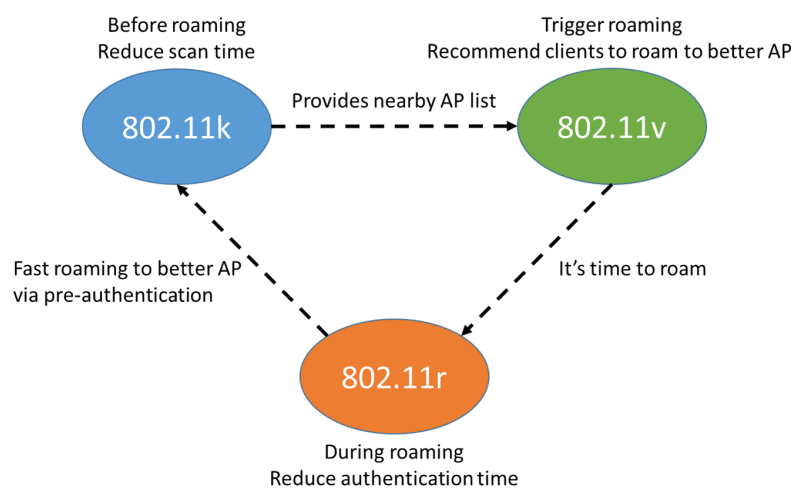 Before roaming
Reduce scan time
Trigger roaming
Recommend clients to roam to better AP
802.11k
Provides nearby AP list
802.11v
Fast roaming to better AP
via pre-authentication
It’s time to roam
802.11r
During roaming
Reduce authentication time